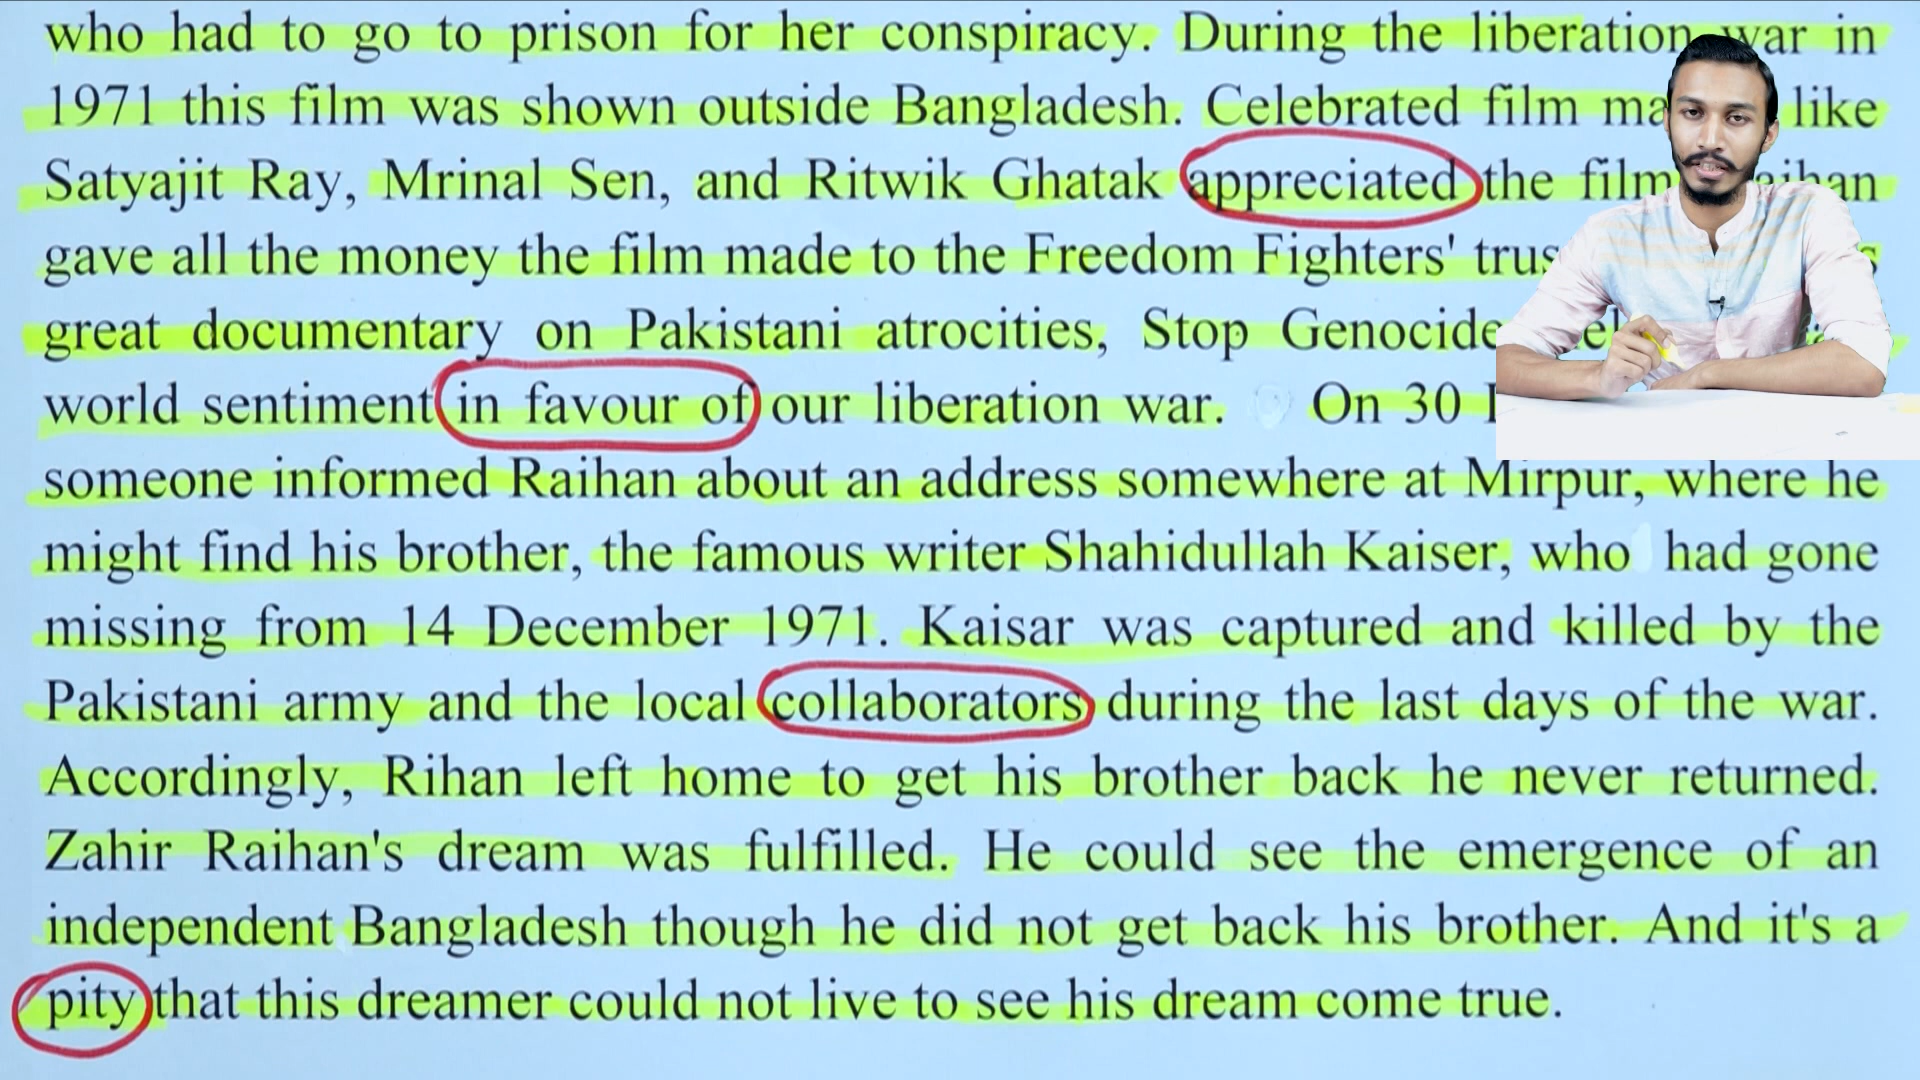 who had to go to prison for her conspiracy. During the liberation war in
1971 this film was shown outside Bangladesh. Celebrated film like
Satyajit Ray, Mrinal Sen, and Ritwik Ghatak appreciated the film
gave all the money the film made to the Freedom Fighters'
great documentary on Pakistani atrocities, Stop Genocide
world sentiment in favour of our liberation war. On 30
someone informed Raihan about an address somewhere at Mirpur, where he
might find his brother, the famous writer Shahidullah Kaiser, who had gone
missing from 14 December 1971. Kaisar was captured and killed by the
Pakistani army and the local collaborators during the last days of the war.
Accordingly, Rihan left home to get his brother back he never returned.
Zahir Raihan's dream was fulfilled. He could see the emergence of an
independent Bangladesh though he did not get back his brother. And it's a
pity that this dreamer could not live to see his dream come true.